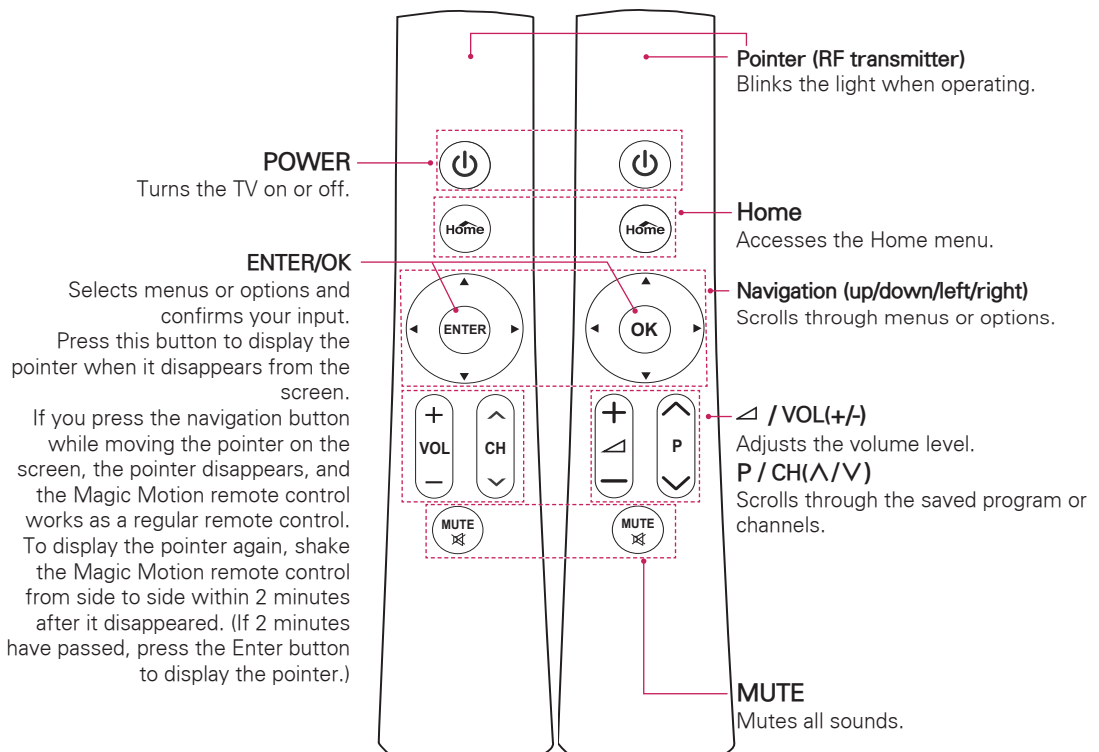 Pointer (RF transmitter)
Blinks the light when operating.
POWER
Turns the TV on or off.
Home
Home
Home
Accesses the Home menu.
ENTER/OK
Selects menus or options and
confirms your input.
Press this button to display the
pointer when it disappears from the
screen.
If you press the navigation button
while moving the pointer on the
screen, the pointer disappears, and
the Magic Motion remote control
works as a regular remote control.
To display the pointer again, shake
the Magic Motion remote control
from side to side within 2 minutes
after it disappeared. (If 2 minutes
have passed, press the Enter button
to display the pointer.)
ENTER
OK
Navigation (up/down/left/right)
Scrolls through menus or options.
+
VOL
−
CH
+
−
P
⊿ / VOL(+/-)
Adjusts the volume level.
P / CH(∧/∨)
Scrolls through the saved program or
channels.
MUTE
MUTE
MUTE
Mutes all sounds.